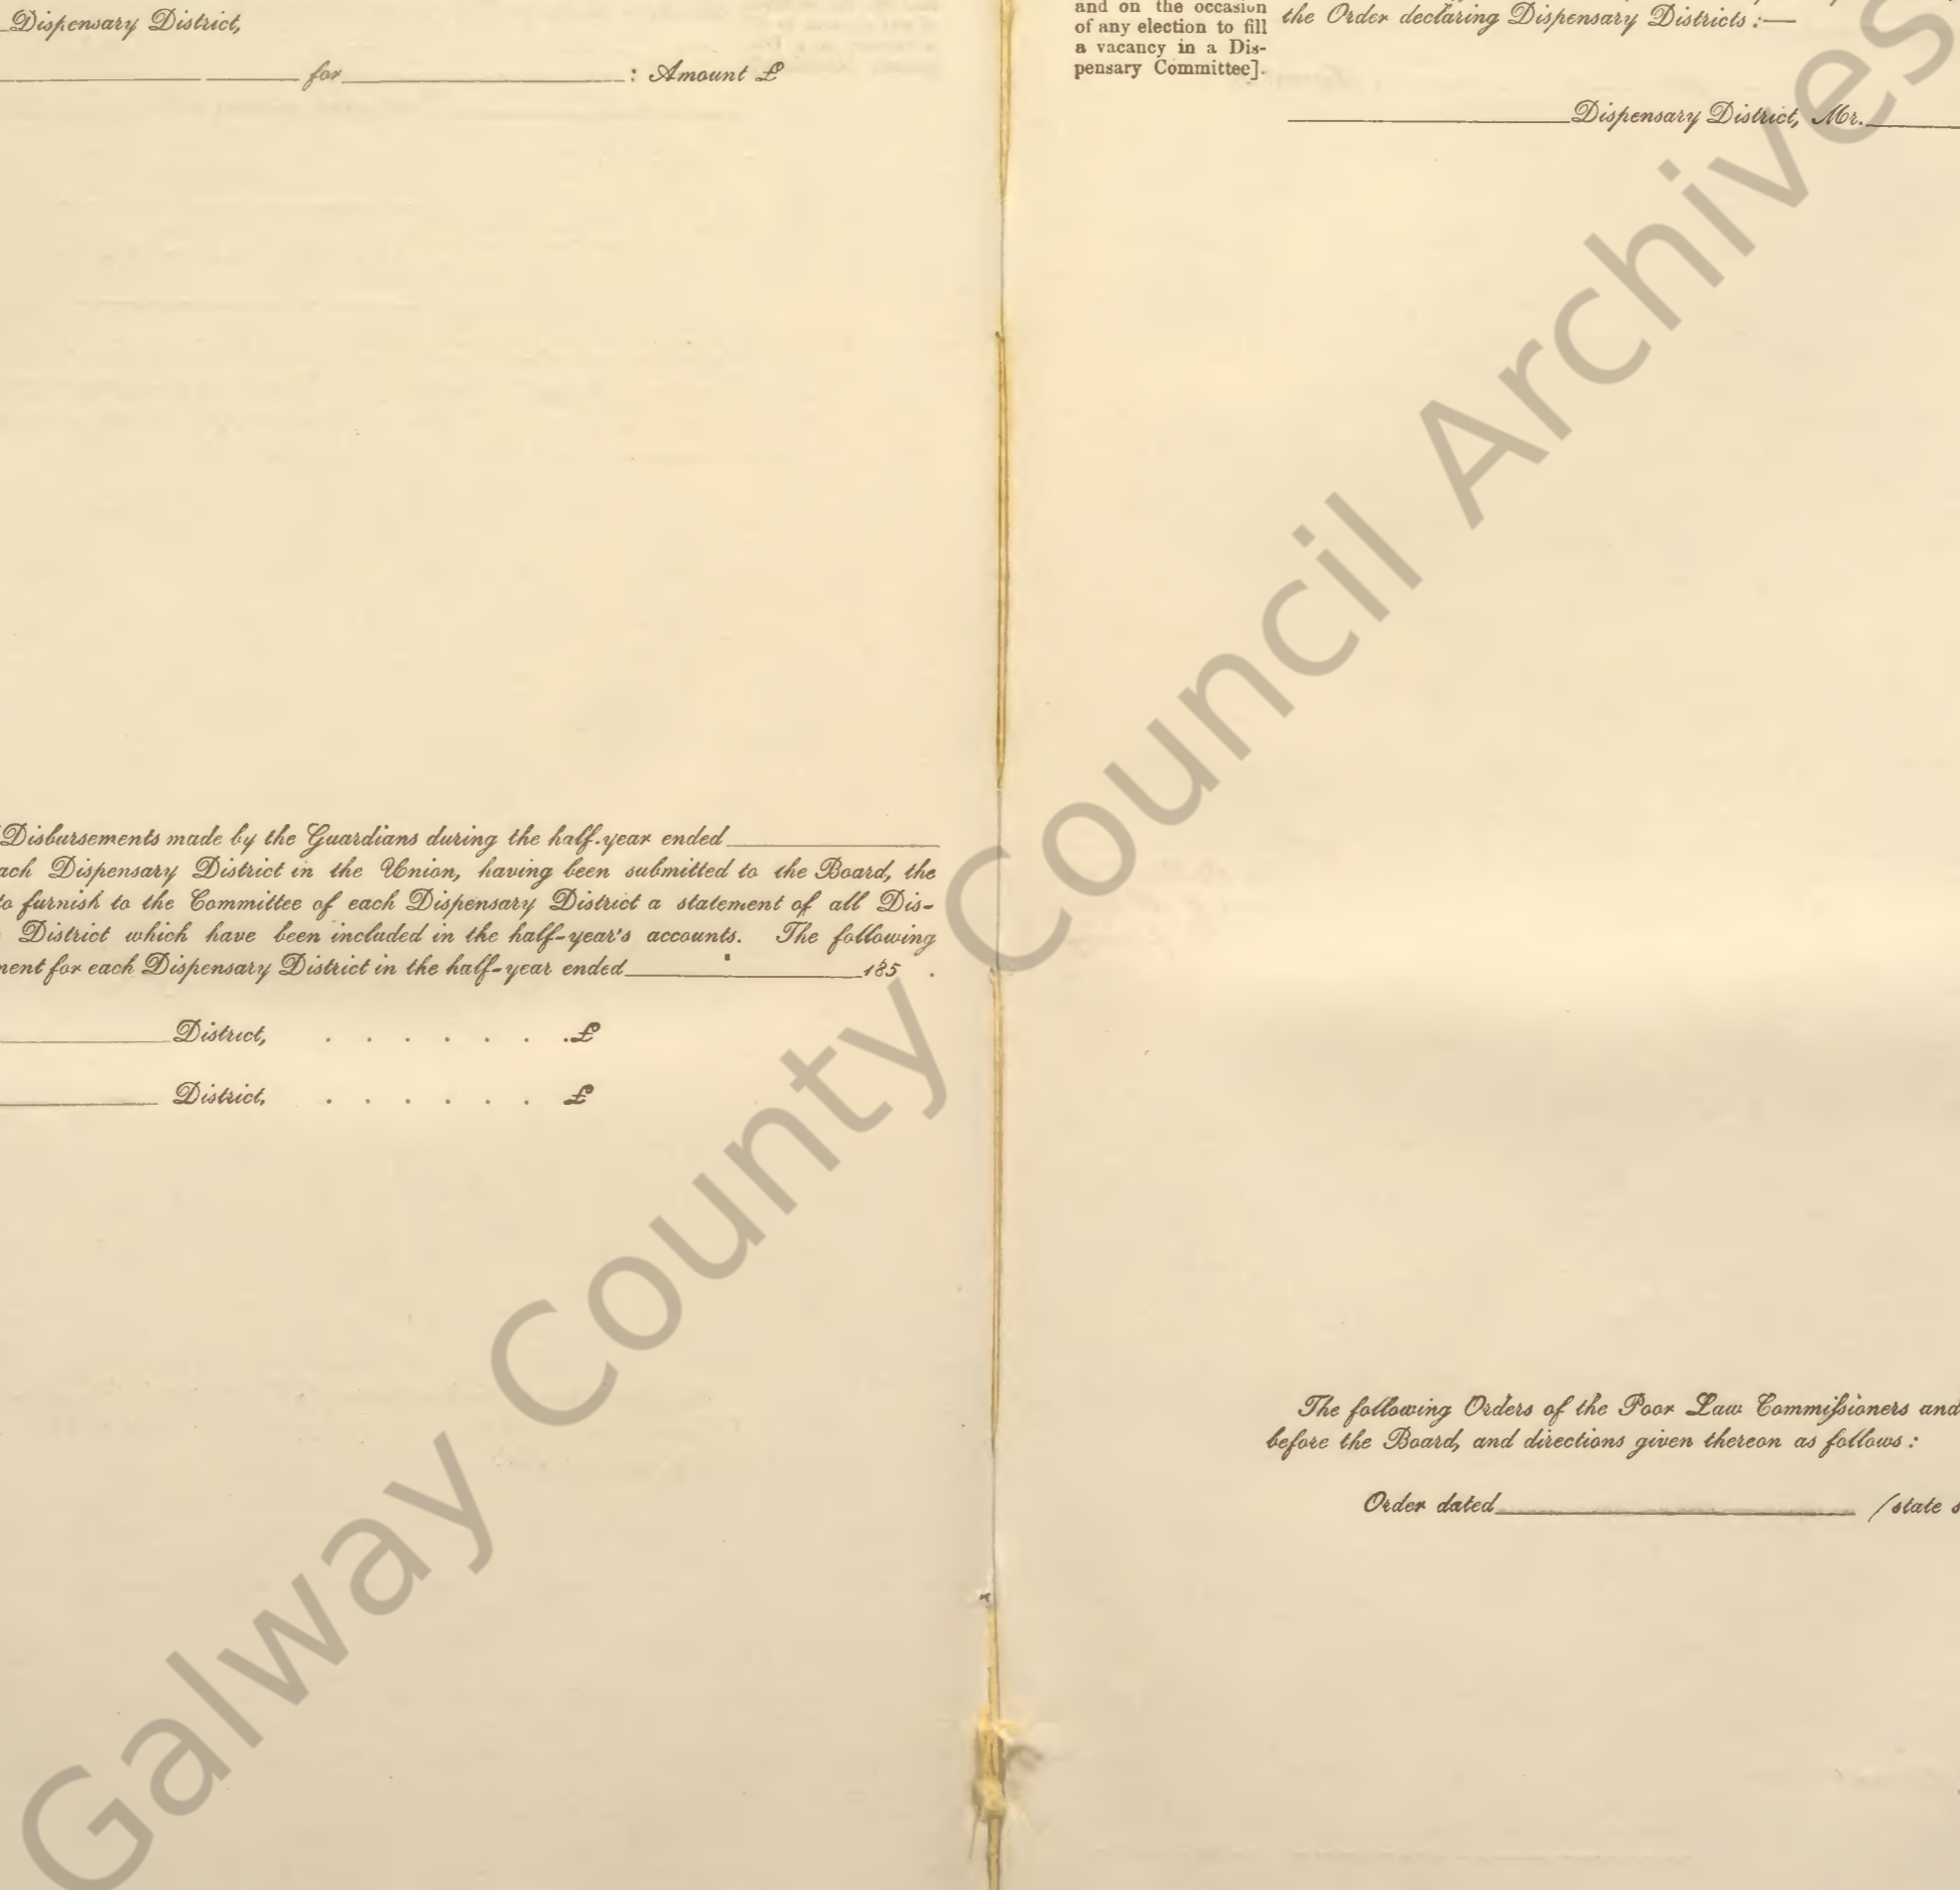 Dispensary District,
for : Amount £
Disbursements made by the Guardians during the half-year ended
ach Dispensary District in the Union, having been submitted to the Board, the
to furnish to the Committee of each Dispensary District a statement of all Dis-
District which have been included in the half-year's accounts. The following
ment for each Dispensary District in the half-year ended 185 .
District, . . . . . . . £
District, . . . . . . £
and on the occasion
of any election to fill
a vacancy in a Dis-
pensary Committee].
the Order declaring Dispensary Districts :—
Dispensary District, Mr.
The following Orders of the Poor Law Commissioners and
before the Board, and directions given thereon as follows :
Order dated (state s
Galway County Council Archives